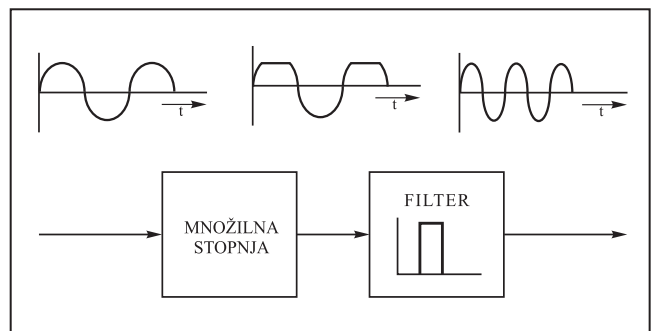 t
t
t
MNOŽILNA
STOPNJA
FILTER